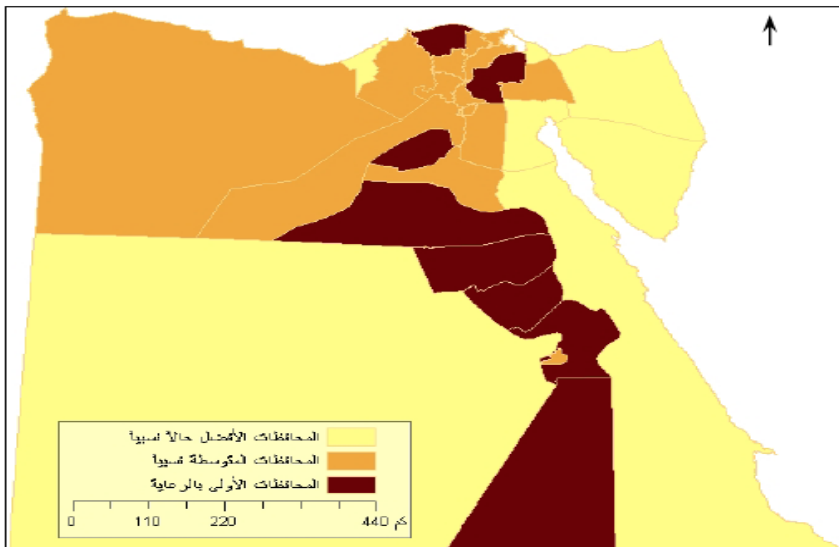 المحافظات الأفضل حالاً نسبياً
المحافظات المتوسطة نسبياً
المحافظات الأولى بالرعاية
0 110 220 440 كم